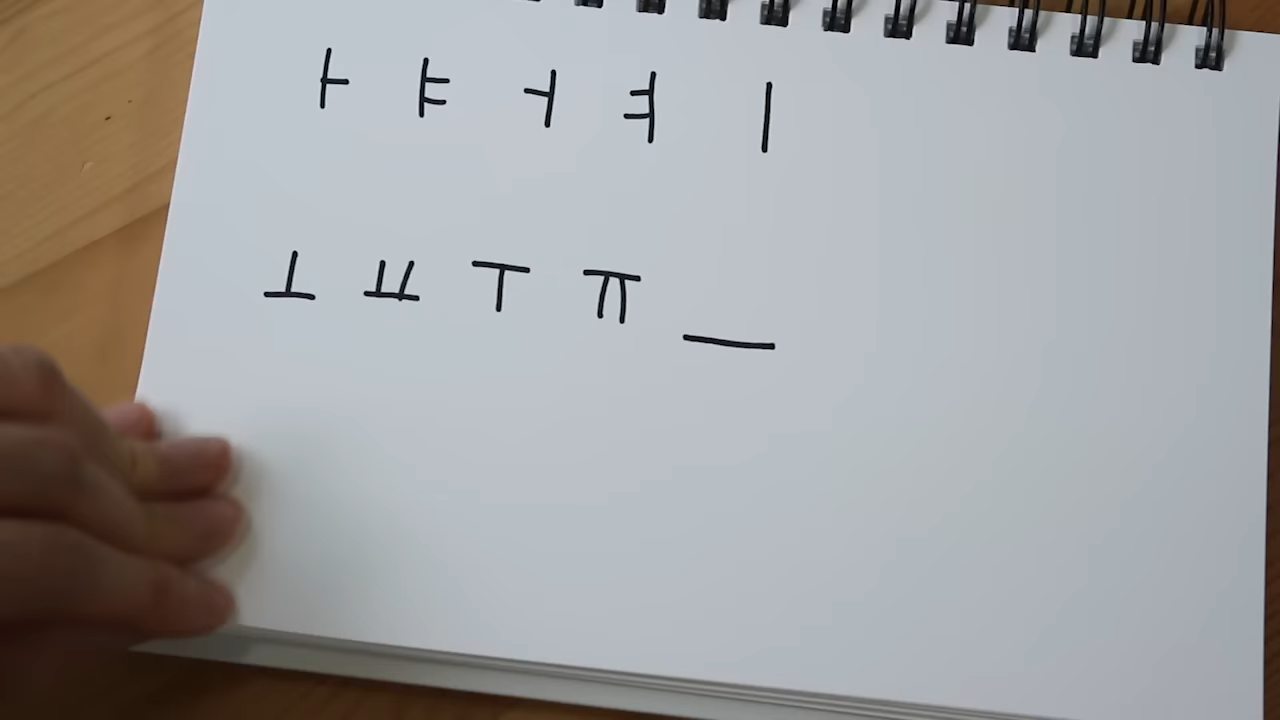 ㅏ ㅑ ㅓ ㅕ ㅣ
ㅗ ㅛ ㅜ ㅠ ㅡ